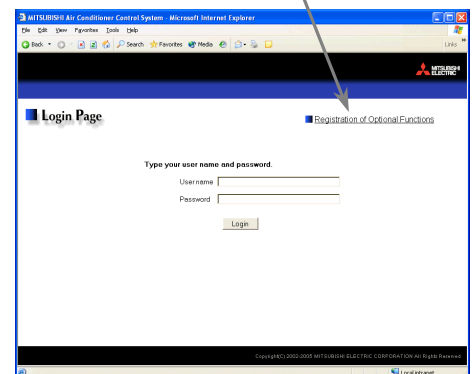 MITSUBISHI Air Conditioner Control System - Microsoft Internet Explorer
File Edit View Favorites Tools Help
Back Search Favorites Media Links
MITSUBISHI ELECTRIC
Login Page
Registration of Optional Functions
Type your user name and password.
User name
Password
Login
Copyright(C) 2002-2005 MITSUBISHI ELECTRIC CORPORATION All Rights Reserved
Local intranet